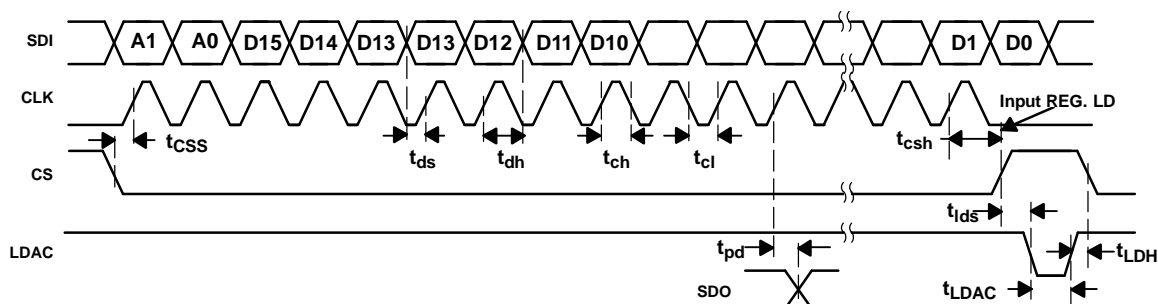 SDI A1 A0 D15 D14 D13 D13 D12 D11 D10 D1 D0
CLK Input REG. LD
tCSS tds tdh tch tcl tcsh
CS
tlds
LDAC tpd tLDH
SDO tLDAC